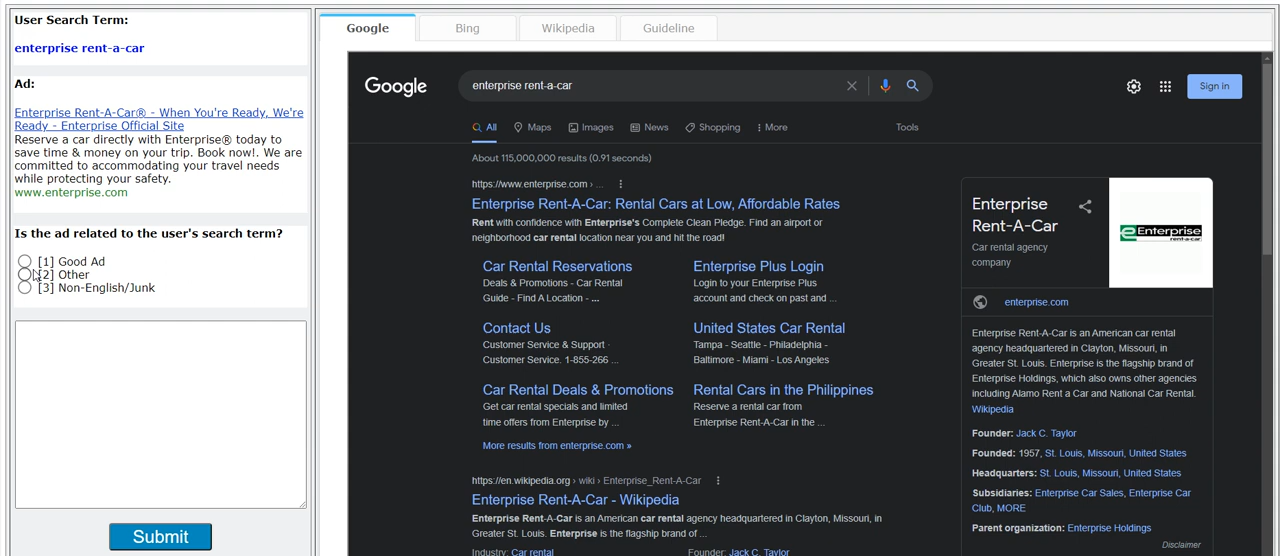 User Search Term:
enterprise rent-a-car
Ad:
Enterprise Rent-A-Car® - When You're Ready, We're
Ready - Enterprise Official Site
Reserve a car directly with Enterprise® today to
save time & money on your trip. Book now!. We are
committed to accommodating your travel needs
while protecting your safety.
www.enterprise.com
Is the ad related to the user's search term?
[1] Good Ad
[2] Other
[3] Non-English/Junk
Submit
Google
Bing
Wikipedia
Guideline
Google
enterprise rent-a-car
Sign in
All
Maps
Images
News
Shopping
More
Tools
About 115,000,000 results (0.91 seconds)
https://www.enterprise.com › ...
Enterprise Rent-A-Car: Rental Cars at Low, Affordable Rates
Rent with confidence with Enterprise's Complete Clean Pledge. Find an airport or
neighborhood car rental location near you and hit the road!
Car Rental Reservations
Deals & Promotions - Car Rental
Guide - Find A Location - ...
Enterprise Plus Login
Login to your Enterprise Plus
account and check on past and ...
Contact Us
Customer Service & Support ·
Customer Service. 1-855-266 ...
United States Car Rental
Tampa - Seattle - Philadelphia -
Baltimore - Miami - Los Angeles
Car Rental Deals & Promotions
Get car rental specials and limited
time offers from Enterprise by ...
Rental Cars in the Philippines
Reserve a rental car from
Enterprise Rent-A-Car in the ...
More results from enterprise.com »
https://en.wikipedia.org › wiki › Enterprise_Rent-A-Car
Enterprise Rent-A-Car - Wikipedia
Enterprise Rent-A-Car is an American car rental agency headquartered in Clayton, Missouri, in
Greater St. Louis. Enterprise is the flagship brand of ...
Industry: Car rental
Founder: Jack C. Taylor
Enterprise
Rent-A-Car
Car rental agency
company
Enterprise
rent-a-car
enterprise.com
Enterprise Rent-A-Car is an American car rental
agency headquartered in Clayton, Missouri, in
Greater St. Louis. Enterprise is the flagship brand of
Enterprise Holdings, which also owns other agencies
including Alamo Rent a Car and National Car Rental.
Wikipedia
Founder: Jack C. Taylor
Founded: 1957, St. Louis, Missouri, United States
Headquarters: St. Louis, Missouri, United States
Subsidiaries: Enterprise Car Sales, Enterprise Car
Club, MORE
Parent organization: Enterprise Holdings
Disclaimer